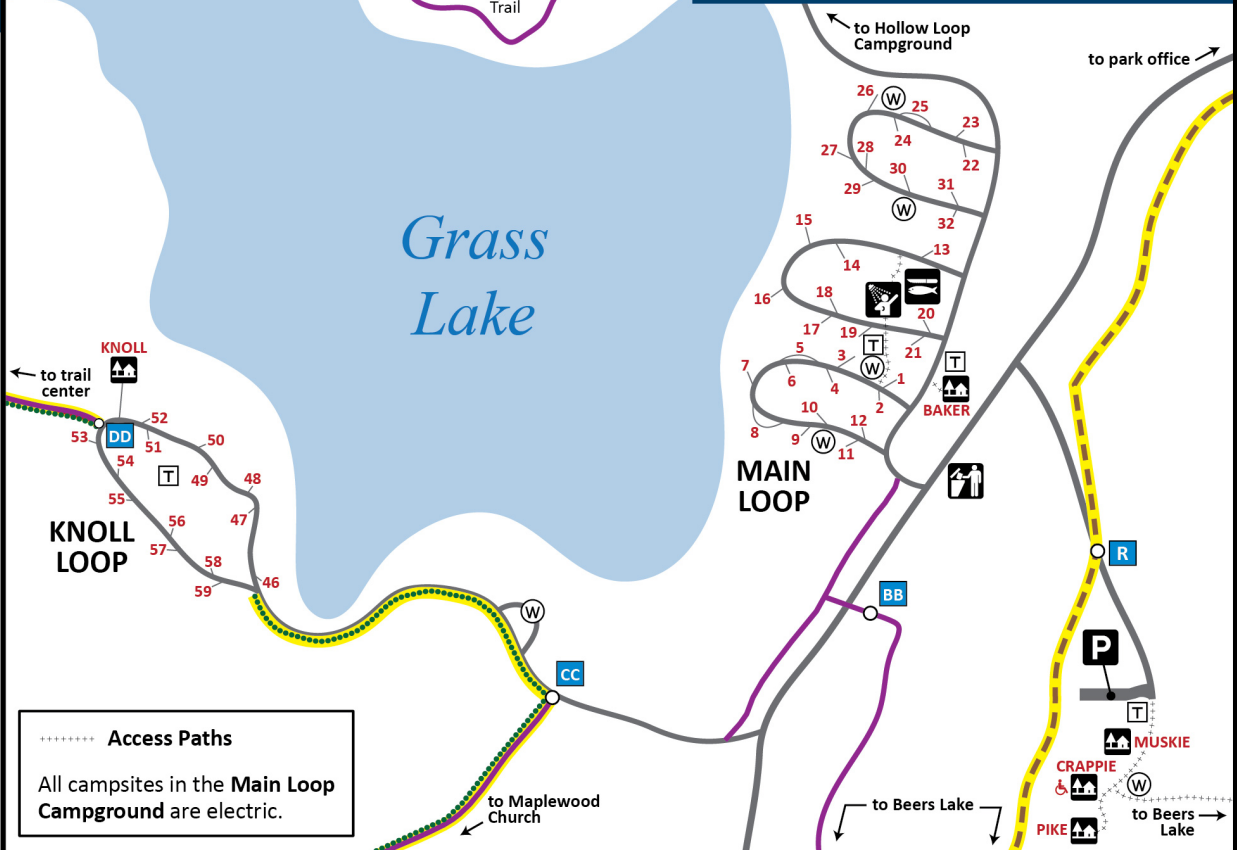 Trail
to Hollow Loop
Campground
to park office
26
W
25
23
24
22
27
28
30
29
31
W
32
Grass
Lake
15
13
14
16
18
17
19
20
21
T
W
T
BAKER
5
3
7
6
4
1
2
10
12
8
9
W
11
MAIN
LOOP
KNOLL
to trail
center
DD
53
52
51
50
54
T
49
48
55
47
56
57
58
59
46
KNOLL
LOOP
W
CC
BB
R
P
T
MUSKIE
CRAPPIE
W
PIKE
to Beers
Lake
to Beers Lake
to Maplewood
Church
Access Paths
All campsites in the Main Loop
Campground are electric.